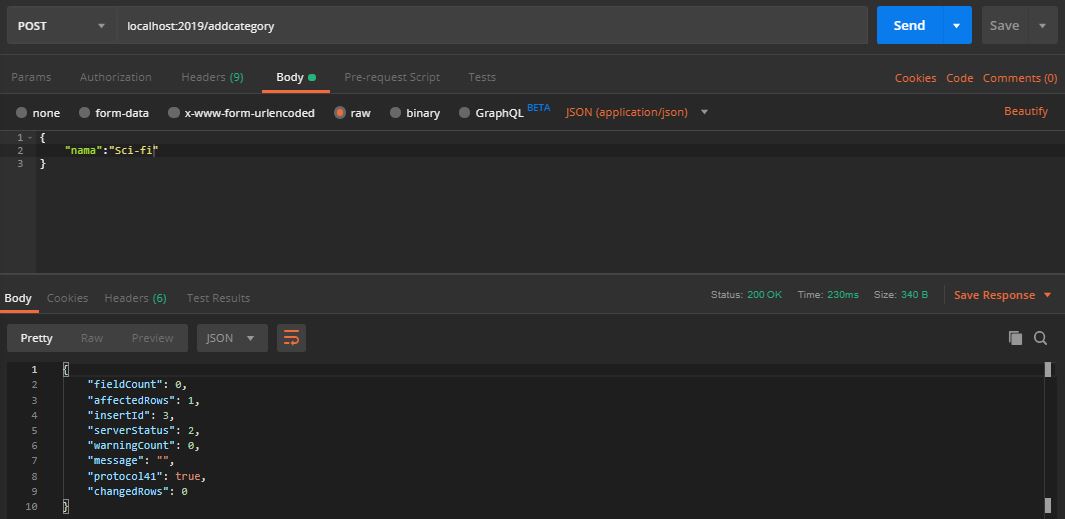 POST localhost:2019/addcategory Send Save
Params Authorization Headers (9) Body Pre-request Script Tests Cookies Code Comments (0)
none form-data x-www-form-urlencoded raw binary GraphQL BETA JSON (application/json) Beautify
1 {
2 "nama":"Sci-fi"
3 }
Body Cookies Headers (6) Test Results Status: 200 OK Time: 230ms Size: 340 B Save Response
Pretty Raw Preview JSON
1 {
2 "fieldCount": 0,
3 "affectedRows": 1,
4 "insertId": 3,
5 "serverStatus": 2,
6 "warningCount": 0,
7 "message": "",
8 "protocol41": true,
9 "changedRows": 0
10 }